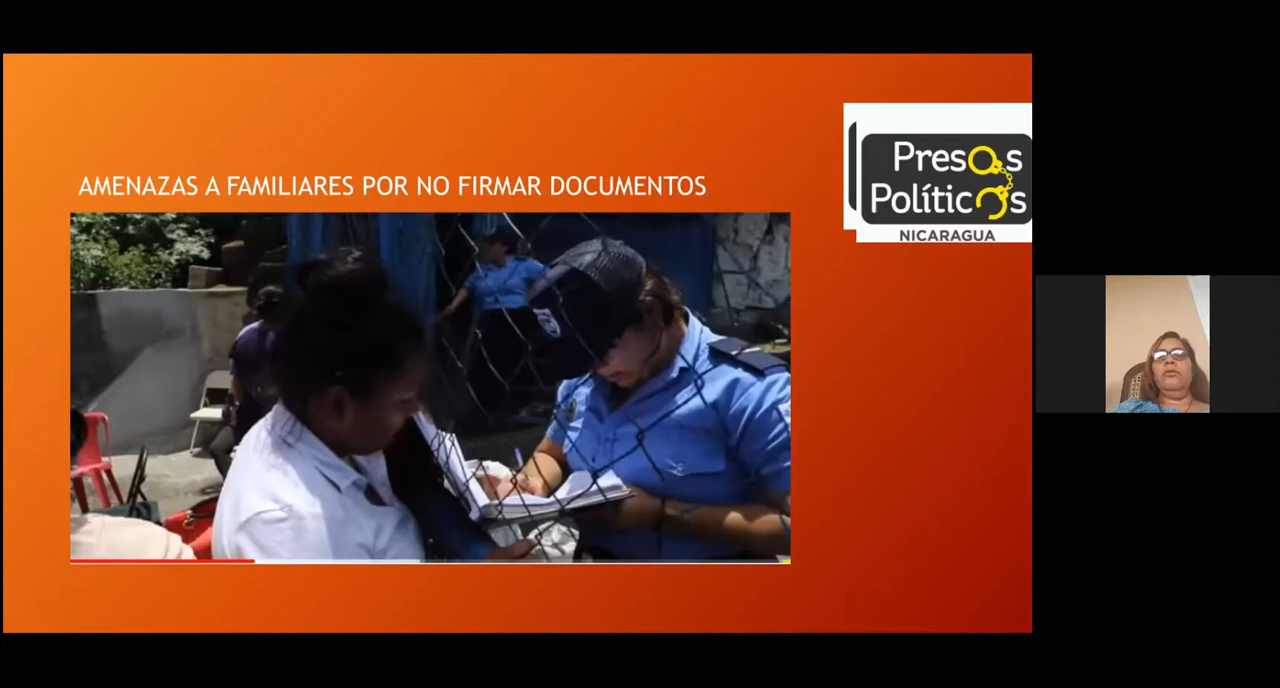 AMENAZAS A FAMILIARES POR NO FIRMAR DOCUMENTOS
Presos
Políticos
NICARAGUA